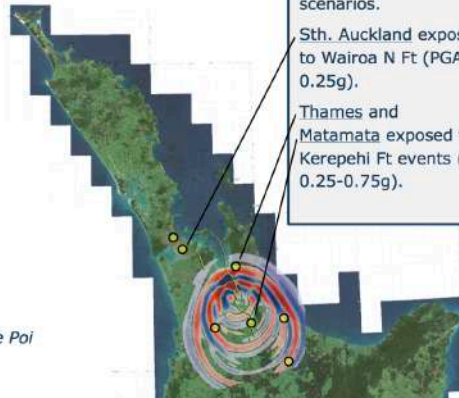 scenarios.
Sth. Auckland expos
to Wairoa N Ft (PGA
0.25g).
Thames and
Matamata exposed
Kerepehi Ft events (
0.25-0.75g).
Poi